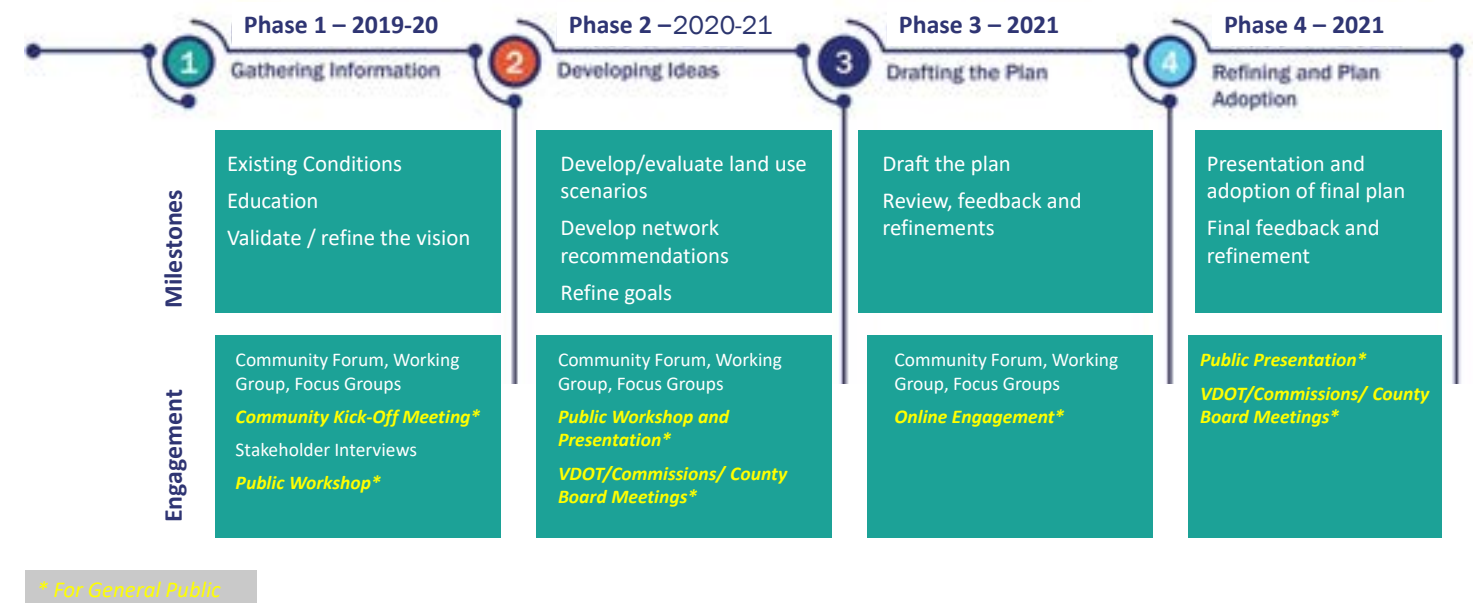 Phase 1 – 2019-20
1
Gathering Information
Phase 2 –2020-21
2
Developing Ideas
Phase 3 – 2021
3
Drafting the Plan
Phase 4 – 2021
4
Refining and Plan
Adoption
Milestones
Existing Conditions
Education
Validate / refine the vision
Develop/evaluate land use
scenarios
Develop network
recommendations
Refine goals
Draft the plan
Review, feedback and
refinements
Presentation and
adoption of final plan
Final feedback and
refinement
Engagement
Community Forum, Working
Group, Focus Groups
Community Kick-Off Meeting*
Stakeholder Interviews
Public Workshop*
Community Forum, Working
Group, Focus Groups
Public Workshop and
Presentation*
VDOT/Commissions/ County
Board Meetings*
Community Forum, Working
Group, Focus Groups
Online Engagement*
Public Presentation*
VDOT/Commissions/ County
Board Meetings*
* For General Public